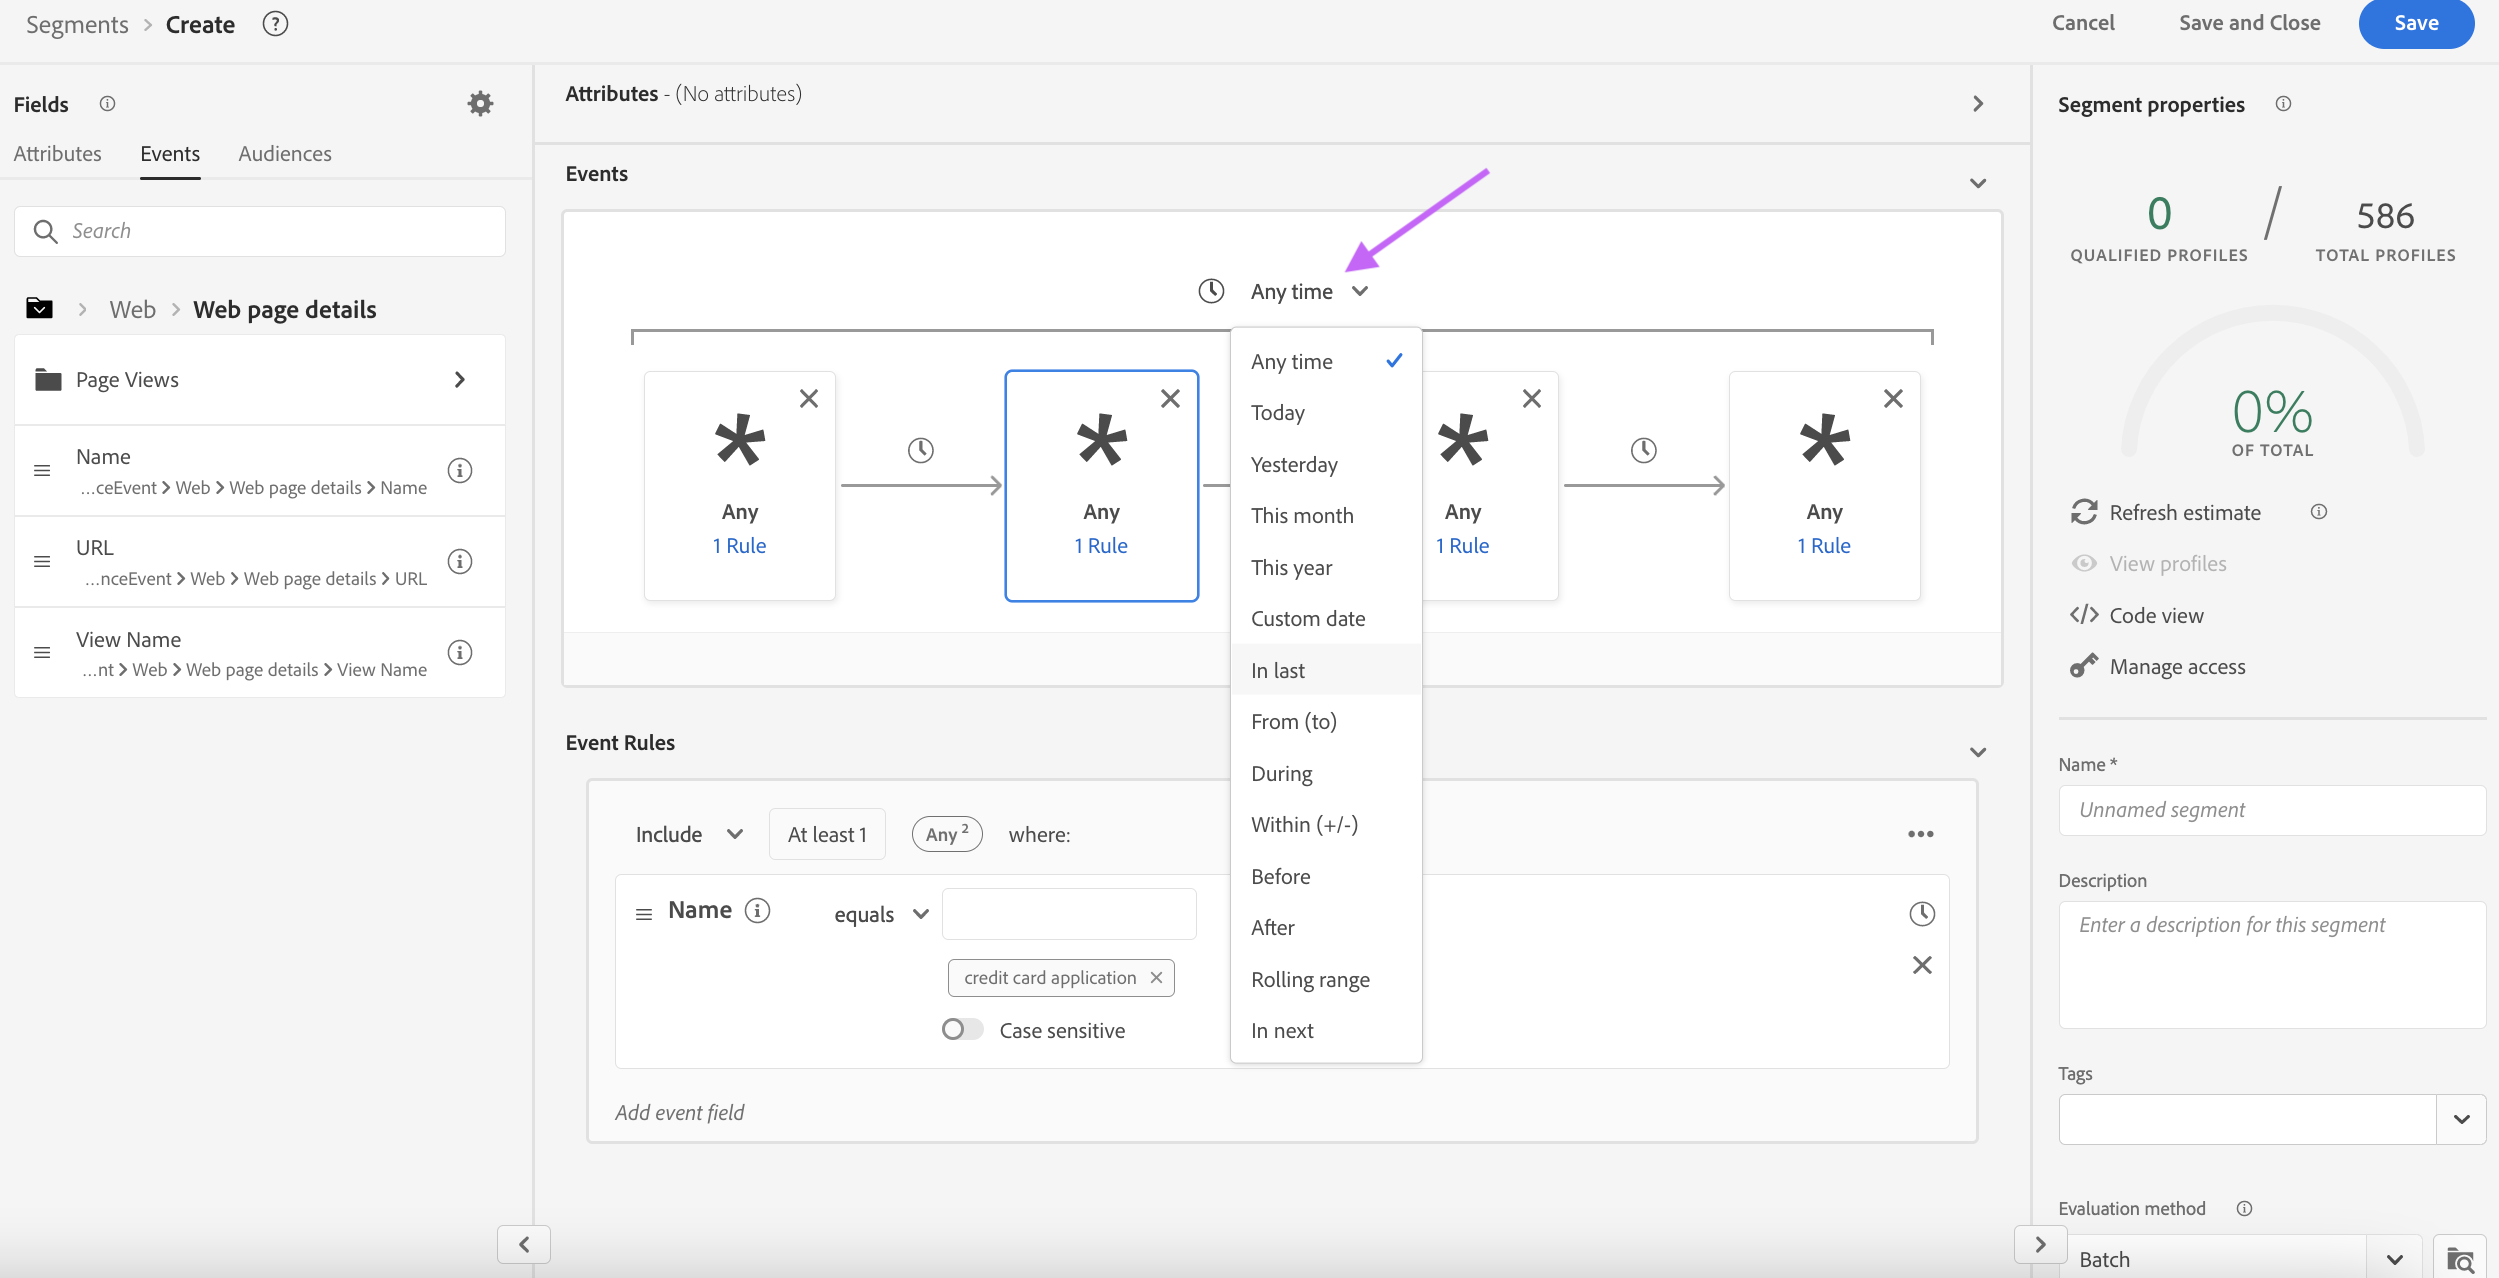 Segments > Create ?
Cancel
Save and Close
Save
Fields
Attributes
Events
Audiences
Search
Web > Web page details
Page Views
Name
...ceEvent > Web > Web page details > Name
URL
...nceEvent > Web > Web page details > URL
View Name
...nt > Web > Web page details > View Name
Attributes - (No attributes)
Events
Any time
Any time
Today
Yesterday
This month
This year
Custom date
In last
From (to)
During
Within (+/-)
Before
After
Rolling range
In next
Any
1 Rule
Any
1 Rule
Any
1 Rule
Any
1 Rule
Event Rules
Include At least 1 Any 2 where:
Name equals
credit card application
Case sensitive
Add event field
Segment properties
0 / 586
QUALIFIED PROFILES TOTAL PROFILES
0%
OF TOTAL
Refresh estimate
View profiles
Code view
Manage access
Name *
Unnamed segment
Description
Enter a description for this segment
Tags
Evaluation method
Batch